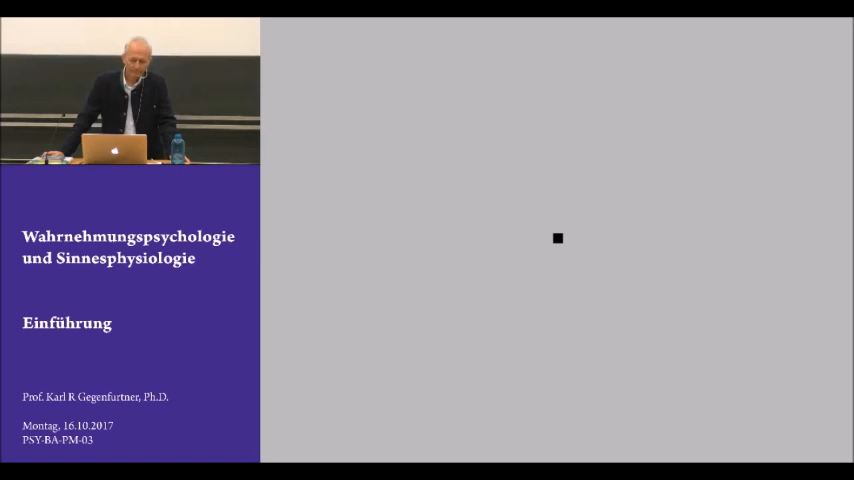 Wahrnehmungspsychologie
und Sinnesphysiologie
Einführung
Prof. Karl R Gegenfurtner, Ph.D.
Montag, 16.10.2017
PSY-BA-PM-03